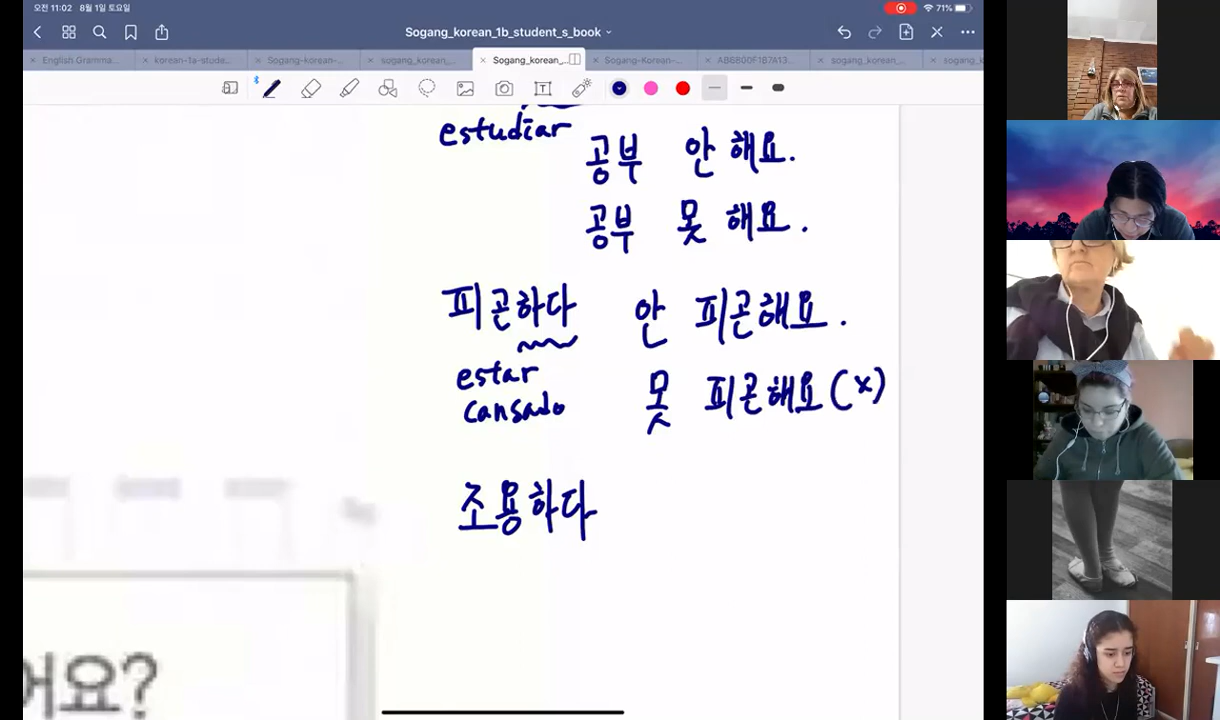 오전 11:02 8월 1일 토요일
71%
Sogang_korean_1b_student_s_book
English Gramma...
korean-1a-stude...
Sogang-korean-...
sogang_korean_...
Sogang_korean_...
Sogang-Korean-...
AB6800F187A13...
sogang_korean_...
sogang_ko
estudiar
공부 안 해요.
공부 못 해요.
피곤하다 안 피곤해요.
estar
cansado
못 피곤해요(x)
조용하다
어요?